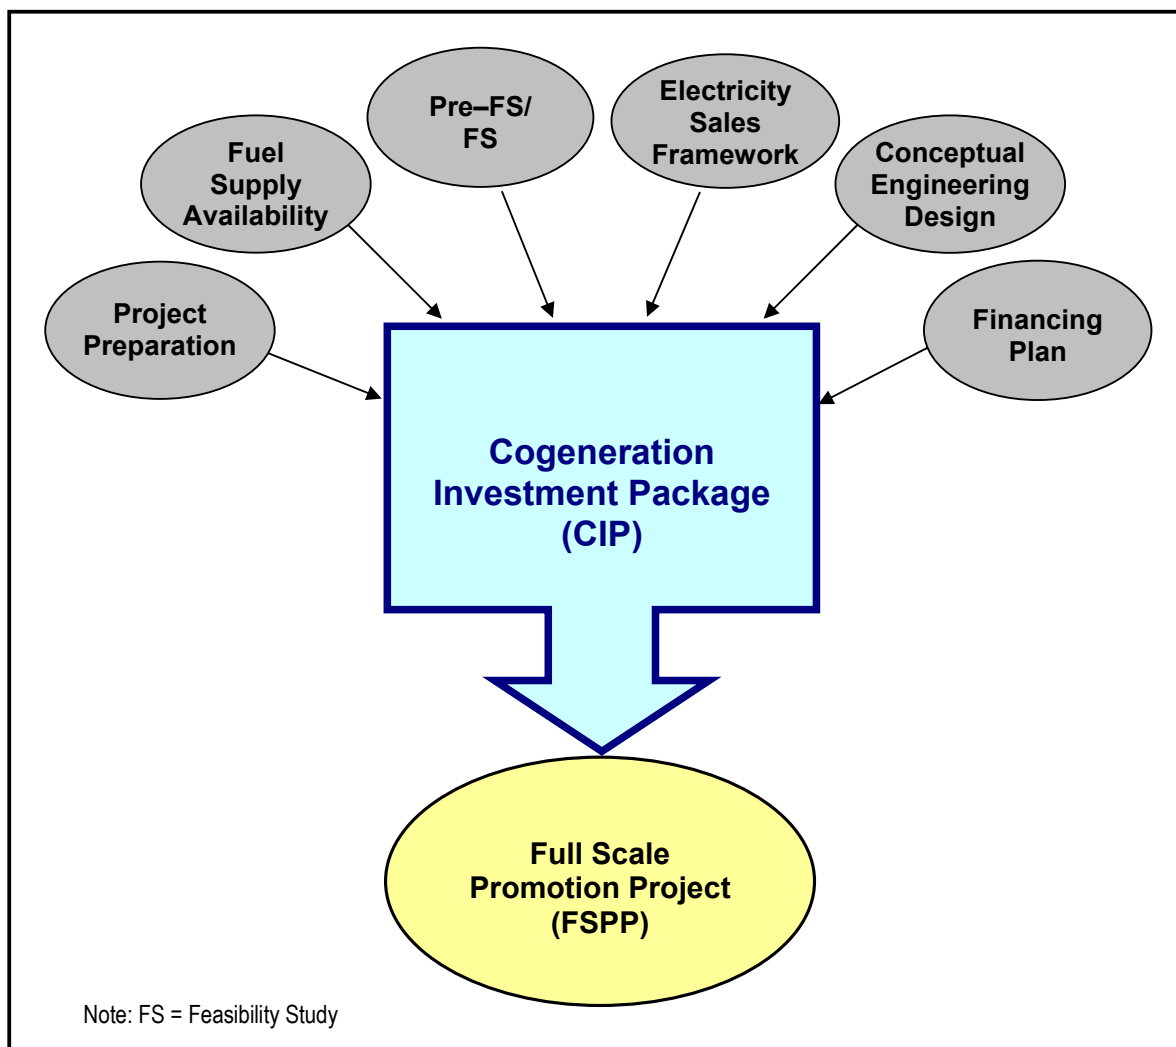 Project
Preparation
Fuel
Supply
Availability
Pre–FS/
FS
Electricity
Sales
Framework
Conceptual
Engineering
Design
Financing
Plan
Cogeneration
Investment Package
(CIP)
Full Scale
Promotion Project
(FSPP)
Note: FS = Feasibility Study